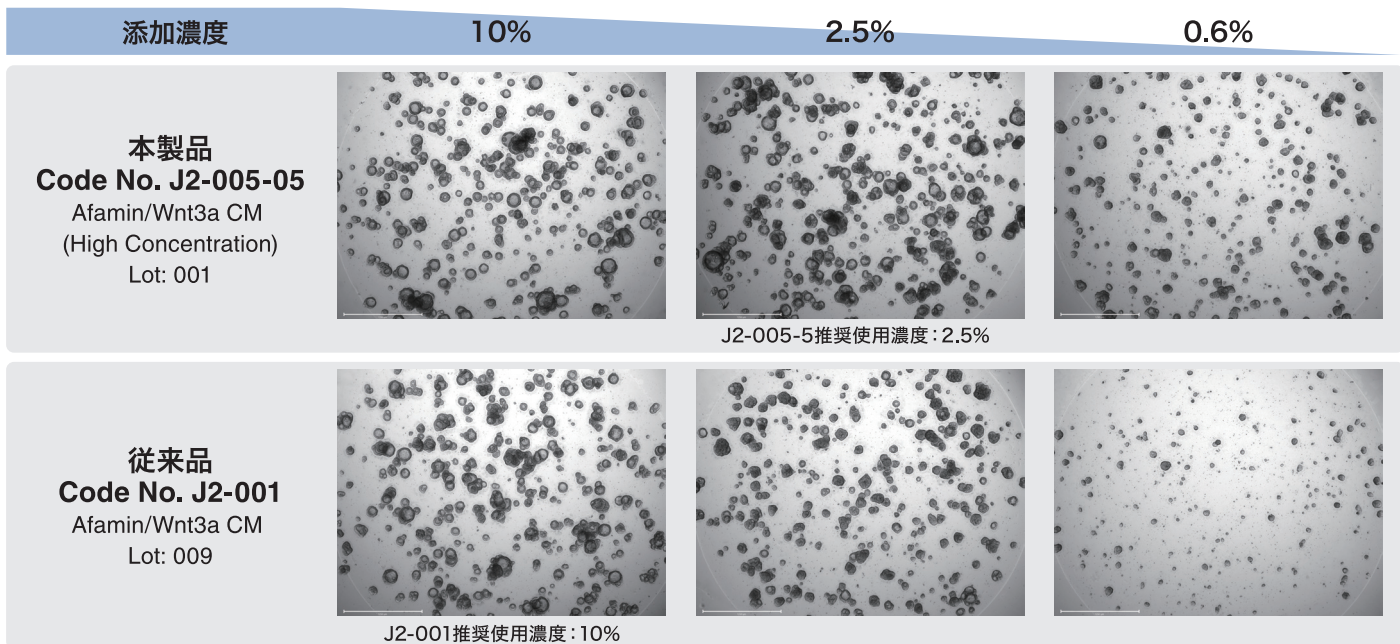 添加濃度 10% 2.5% 0.6%
本製品
Code No. J2-005-05
Afamin/Wnt3a CM
(High Concentration)
Lot: 001
J2-005-5推奨使用濃度：2.5%
従来品
Code No. J2-001
Afamin/Wnt3a CM
Lot: 009
J2-001推奨使用濃度：10%